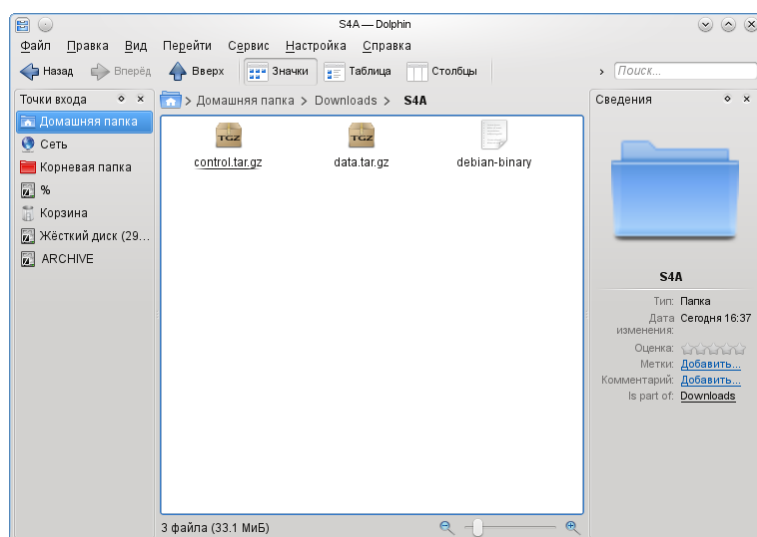 S4A — Dolphin
Файл Правка Вид Перейти Сервис Настройка Справка
Назад Вперёд Вверх Значки Таблица Столбцы Поиск...
Точки входа
Домашняя папка
Сеть
Корневая папка
%
Корзина
Жёсткий диск (29...
ARCHIVE
> Домашняя папка > Downloads > S4A
TGZ TGZ
control.tar.gz data.tar.gz debian-binary
3 файла (33.1 МиБ)
Сведения
S4A
Тип: Папка
Дата изменения: Сегодня 16:37
Оценка:
Метки: Добавить...
Комментарий: Добавить...
Is part of: Downloads